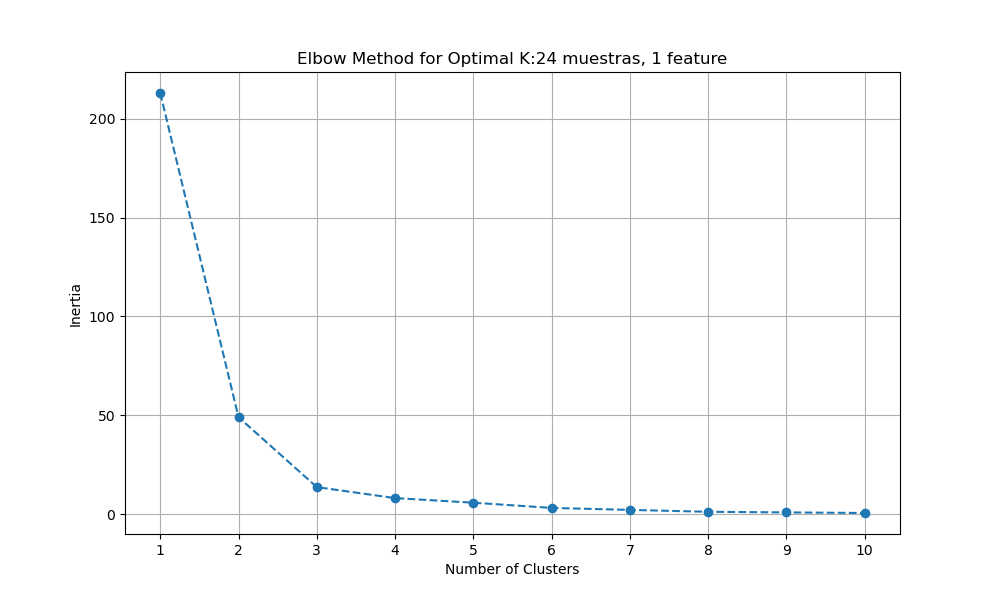 Elbow Method for Optimal K:24 muestras, 1 feature
200
150
100
50
0
Inertia
1 2 3 4 5 6 7 8 9 10
Number of Clusters